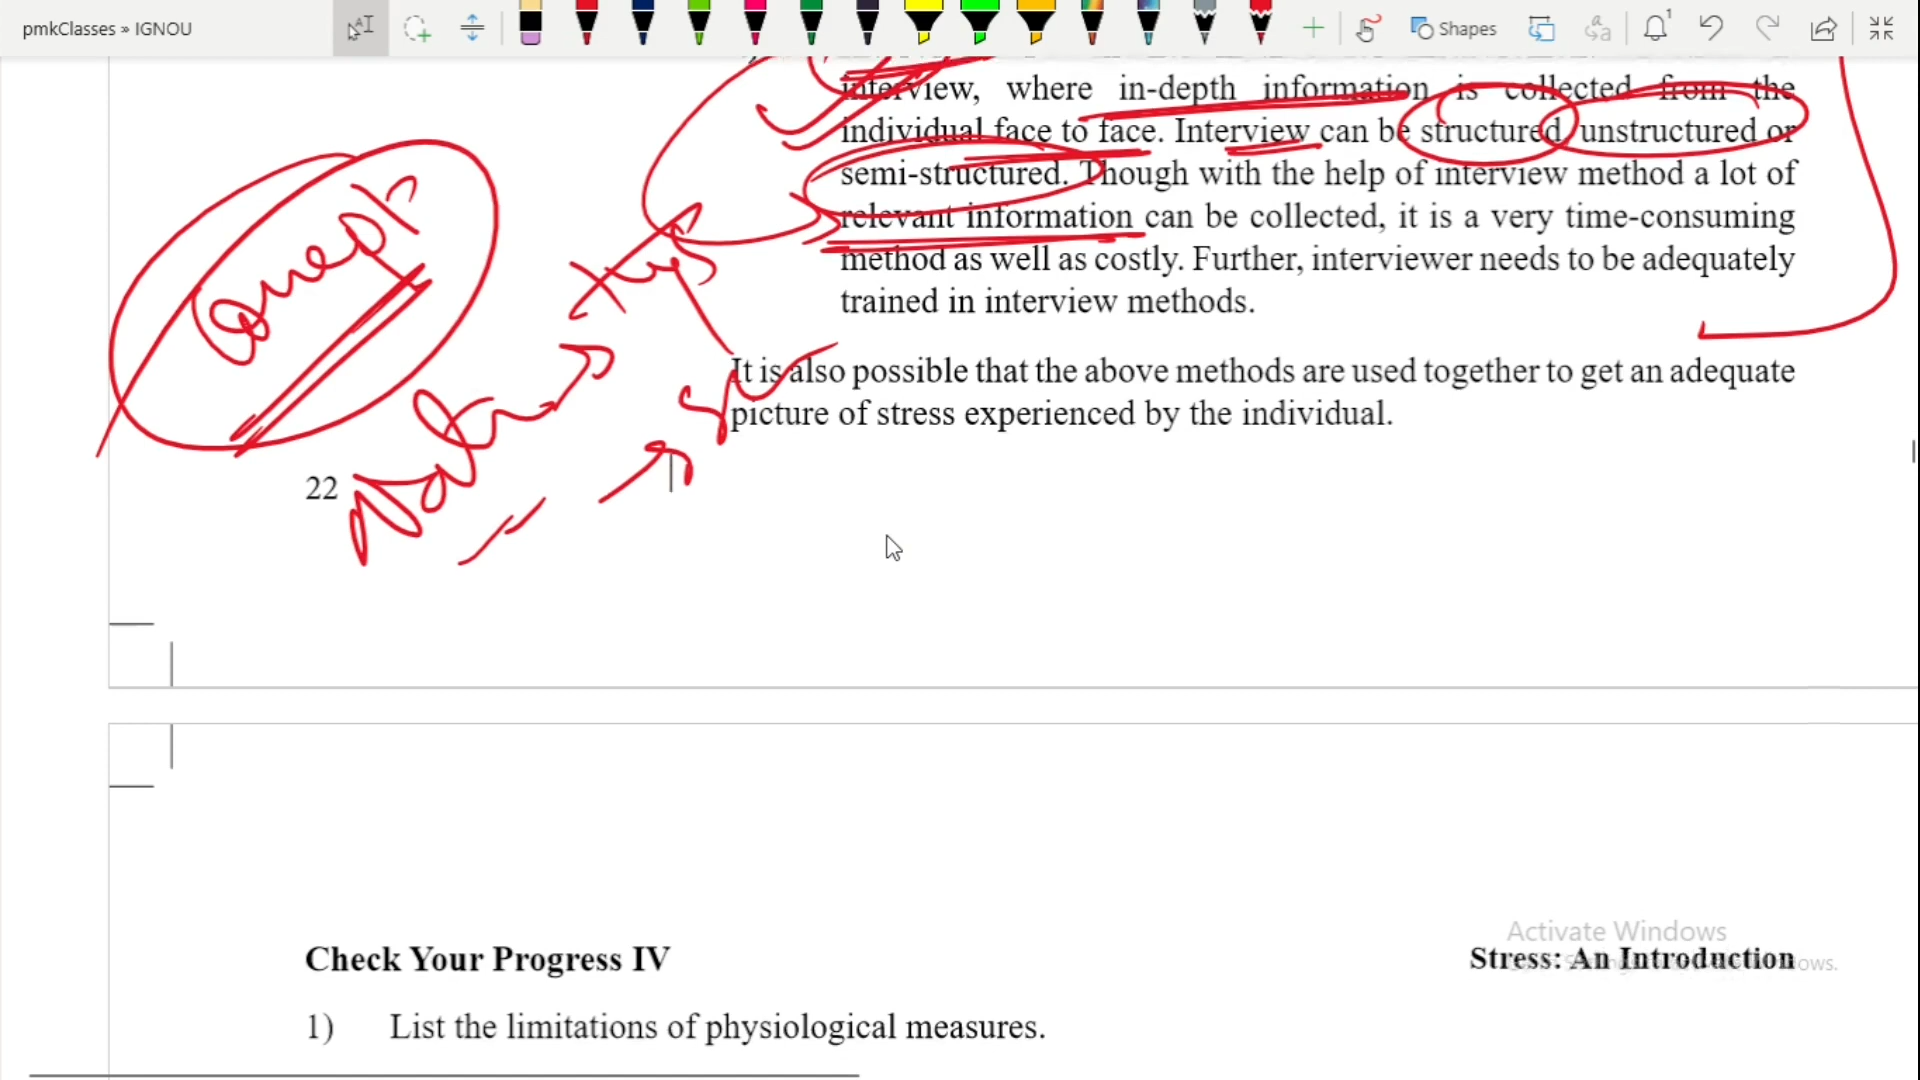 pmkClasses » IGNOU
Shapes
1
interview, where in-depth information is collected from the
individual face to face. Interview can be structured unstructured or
semi-structured. Though with the help of interview method a lot of
relevant information can be collected, it is a very time-consuming
method as well as costly. Further, interviewer needs to be adequately
trained in interview methods.
It is also possible that the above methods are used together to get an adequate
picture of stress experienced by the individual.
22
Activate Windows
Check Your Progress IV
Stress: An Introduction
1) List the limitations of physiological measures.